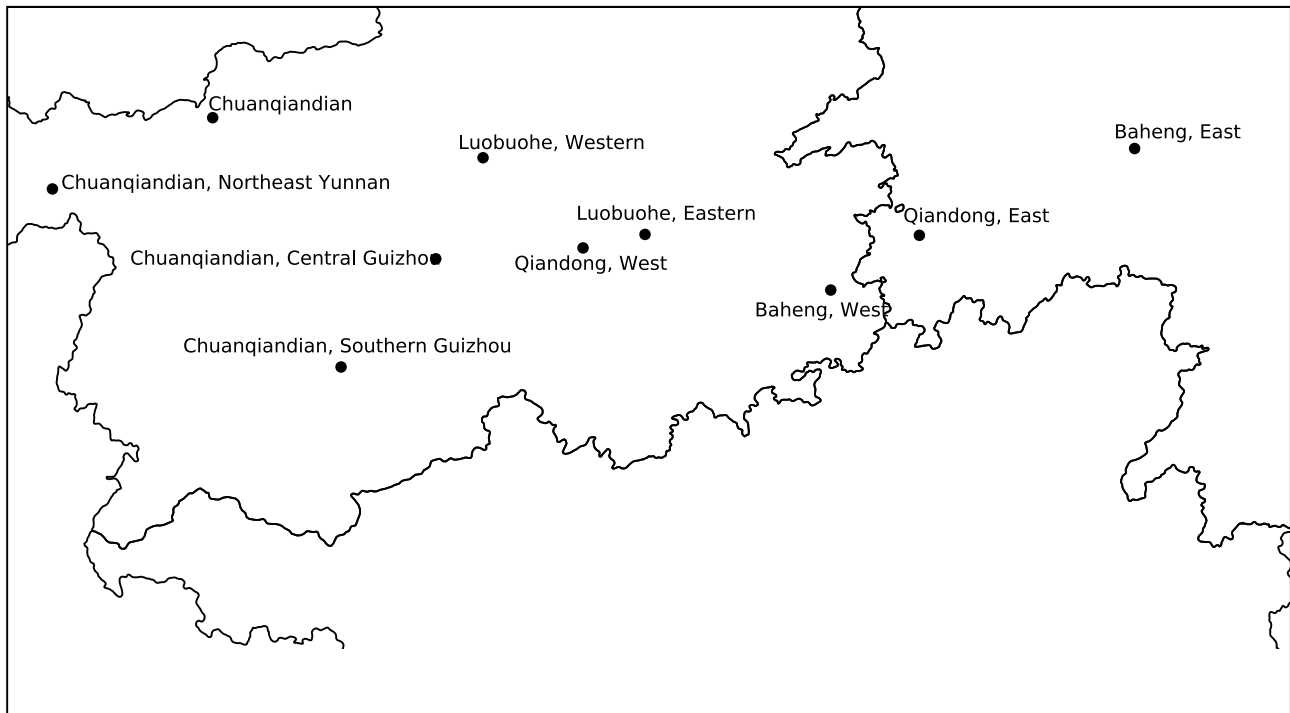 Chuanqiandian
Baheng, East
Luobuohe, Western
Chuanqiandian, Northeast Yunnan
Luobuohe, Eastern
Qiandong, East
Chuanqiandian, Central Guizhou
Qiandong, West
Baheng, West
Chuanqiandian, Southern Guizhou